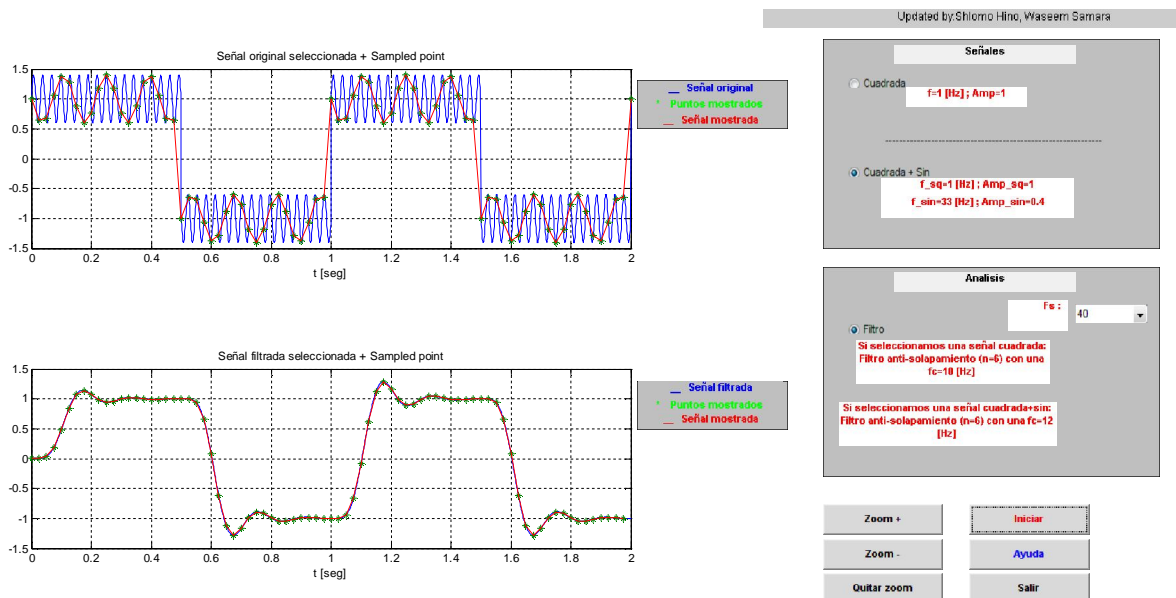 Updated by:Shlomo Hino, Waseem Samara
Señal original seleccionada + Sampled point
1.5
1
0.5
0
-0.5
-1
-1.5
0 0.2 0.4 0.6 0.8 1 1.2 1.4 1.6 1.8 2
t [seg]
__ Señal original
* Puntos mostrados
__ Señal mostrada
Señales
Cuadrada
f=1 [Hz] ; Amp=1
Cuadrada + Sin
f_sq=1 [Hz] ; Amp_sq=1
f_sin=33 [Hz] ; Amp_sin=0.4
Señal filtrada seleccionada + Sampled point
1.5
1
0.5
0
-0.5
-1
-1.5
0 0.2 0.4 0.6 0.8 1 1.2 1.4 1.6 1.8 2
t [seg]
__ Señal filtrada
* Puntos mostrados
__ Señal mostrada
Analisis
Fs :
40
Filtro
Si seleccionamos una señal cuadrada:
Filtro anti-solapamiento (n=6) con una
fc=10 [Hz]
Si seleccionamos una señal cuadrada+sin:
Filtro anti-solapamiento (n=6) con una fc=12
[Hz]
Zoom +
Iniciar
Zoom -
Ayuda
Quitar zoom
Salir